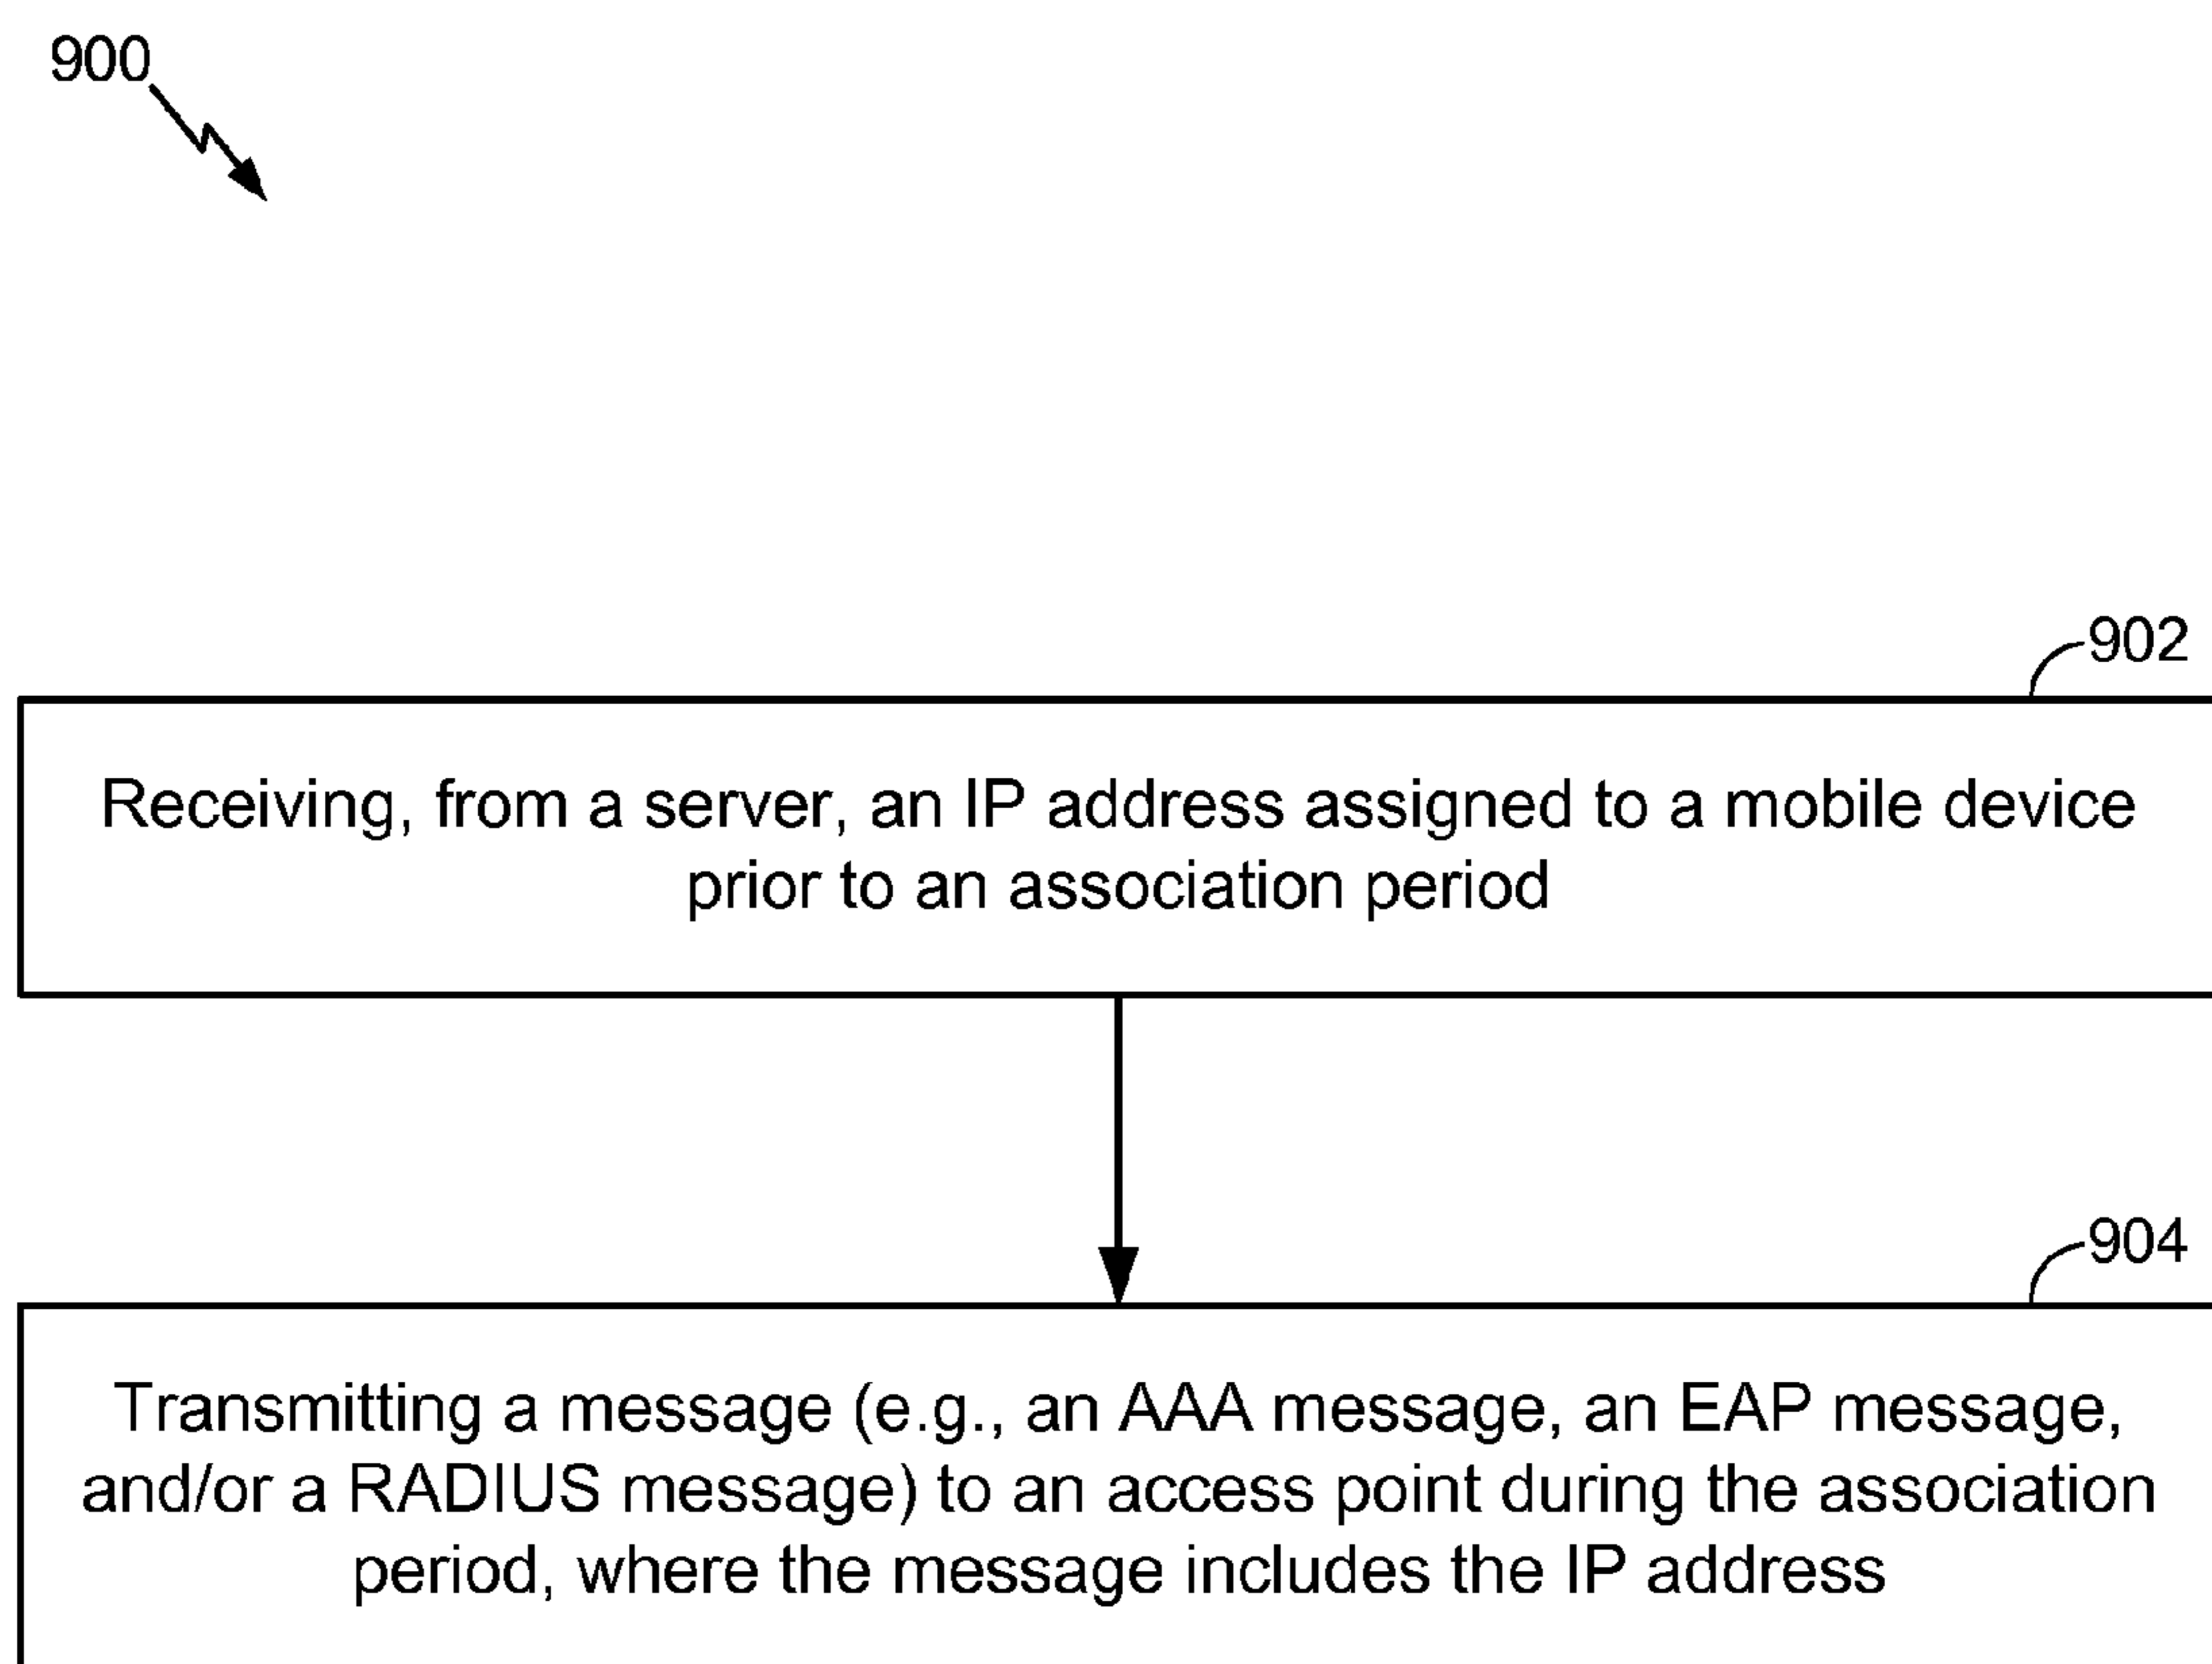 900
902
Receiving, from a server, an IP address assigned to a mobile device
prior to an association period
904
Transmitting a message (e.g., an AAA message, an EAP message,
and/or a RADIUS message) to an access point during the association
period, where the message includes the IP address